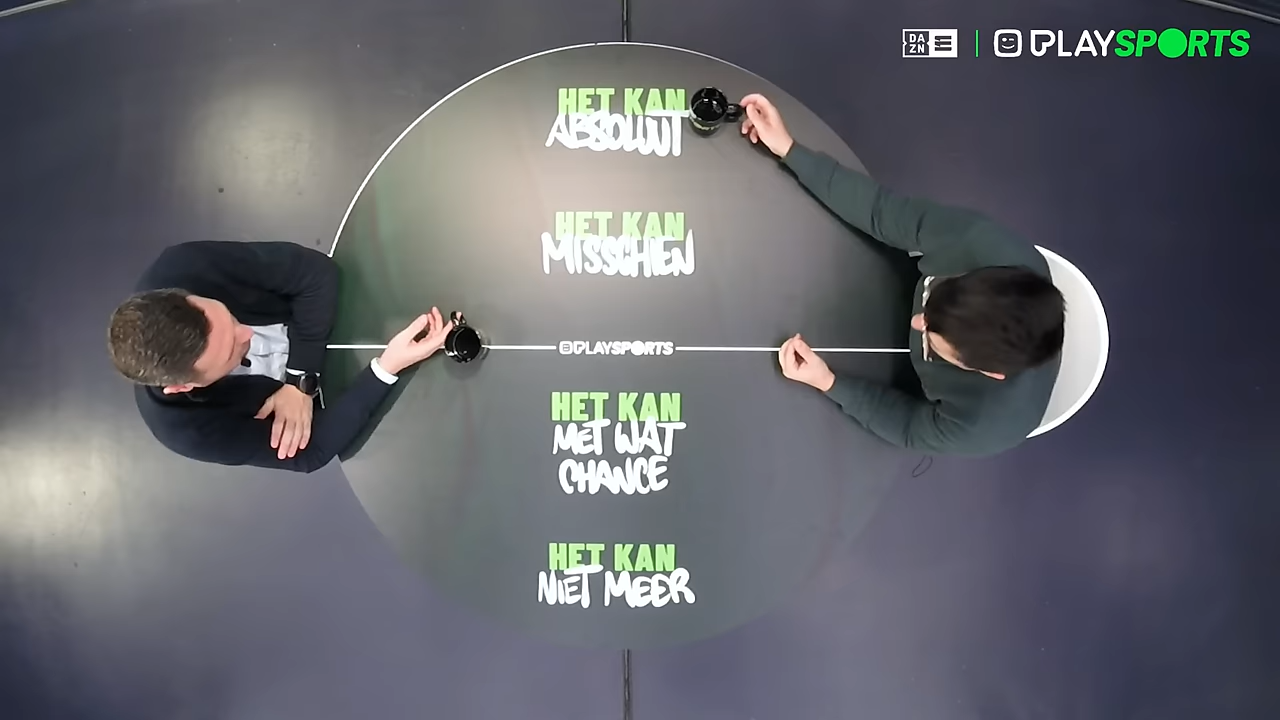 DAZN E PLAYSPORTS
HET KAN
ABSOLUUT
HET KAN
MISSCHIEN
PLAYSPORTS
HET KAN
MET WAT
CHANCE
HET KAN
NIET MEER